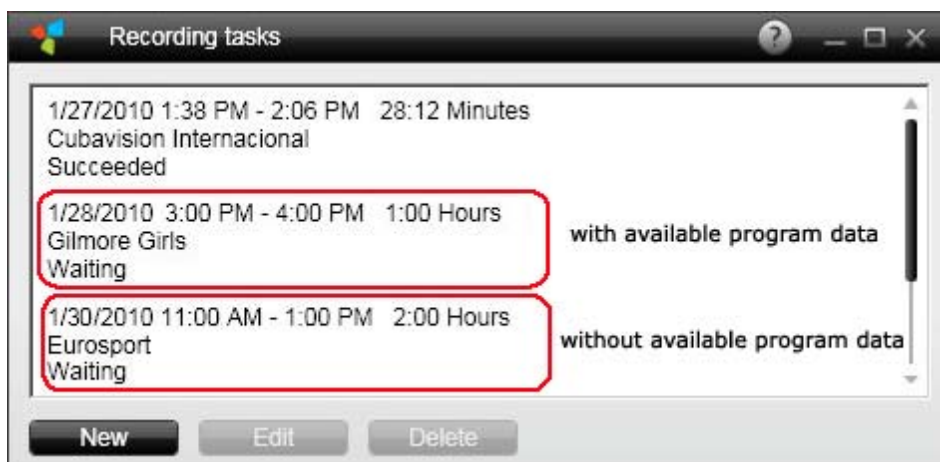 Recording tasks ?
1/27/2010 1:38 PM - 2:06 PM 28:12 Minutes
Cubavision Internacional
Succeeded
1/28/2010 3:00 PM - 4:00 PM 1:00 Hours
Gilmore Girls
Waiting
with available program data
1/30/2010 11:00 AM - 1:00 PM 2:00 Hours
Eurosport
Waiting
without available program data
New Edit Delete